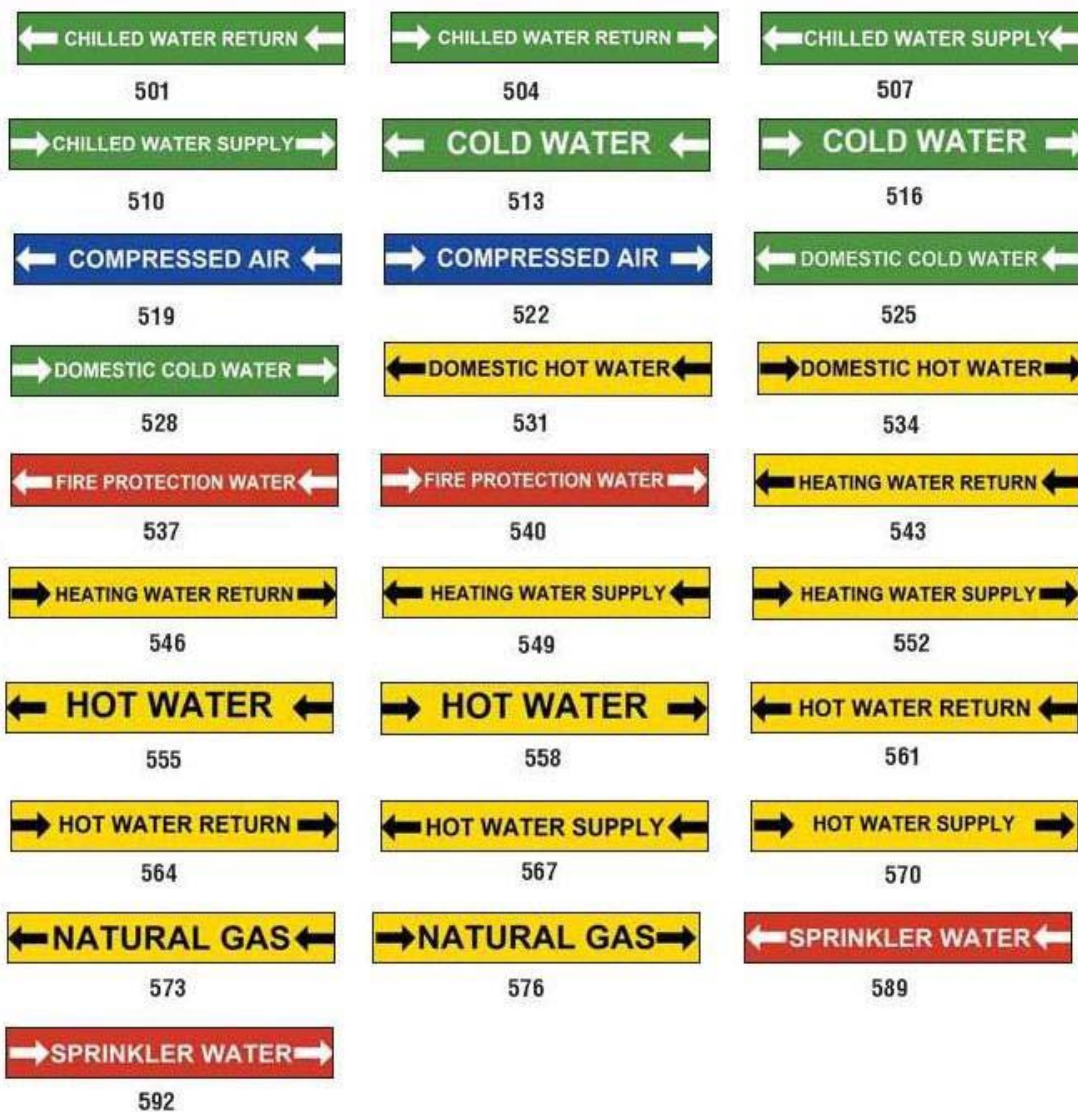 CHILLED WATER RETURN
CHILLED WATER RETURN
CHILLED WATER SUPPLY
501
504
507
CHILLED WATER SUPPLY
COLD WATER
COLD WATER
510
513
516
COMPRESSED AIR
COMPRESSED AIR
DOMESTIC COLD WATER
519
522
525
DOMESTIC COLD WATER
DOMESTIC HOT WATER
DOMESTIC HOT WATER
528
531
534
FIRE PROTECTION WATER
FIRE PROTECTION WATER
HEATING WATER RETURN
537
540
543
HEATING WATER RETURN
HEATING WATER SUPPLY
HEATING WATER SUPPLY
546
549
552
HOT WATER
HOT WATER
HOT WATER RETURN
555
558
561
HOT WATER RETURN
HOT WATER SUPPLY
HOT WATER SUPPLY
564
567
570
NATURAL GAS
NATURAL GAS
SPRINKLER WATER
573
576
589
SPRINKLER WATER
592